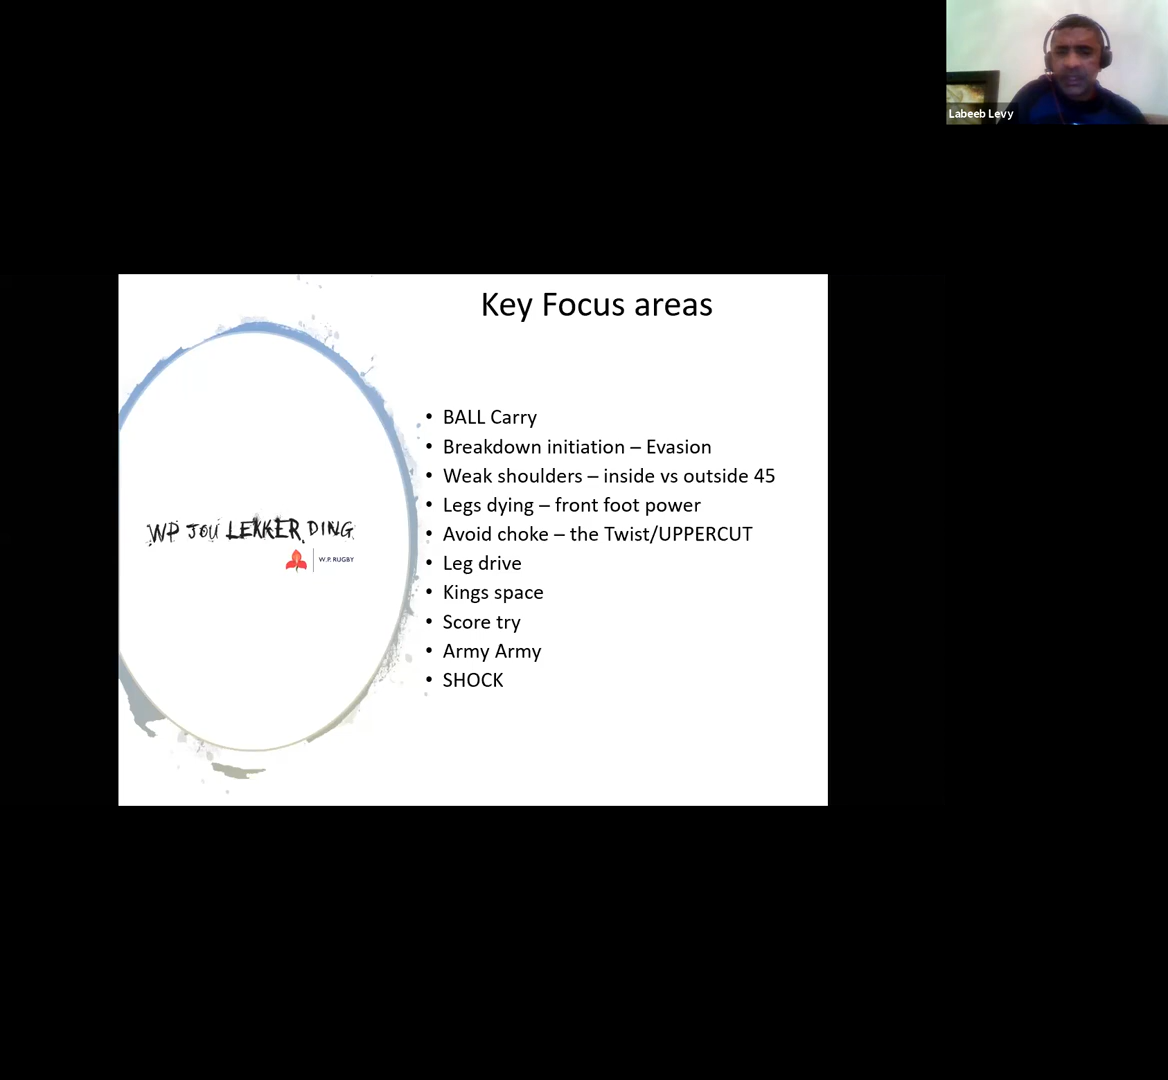 Labeeb Levy
Key Focus areas
• BALL Carry
• Breakdown initiation – Evasion
• Weak shoulders – inside vs outside 45
• Legs dying – front foot power
• Avoid choke – the Twist/UPPERCUT
• Leg drive
• Kings space
• Score try
• Army Army
• SHOCK
WP JOU LEKKER DING
W.P. RUGBY